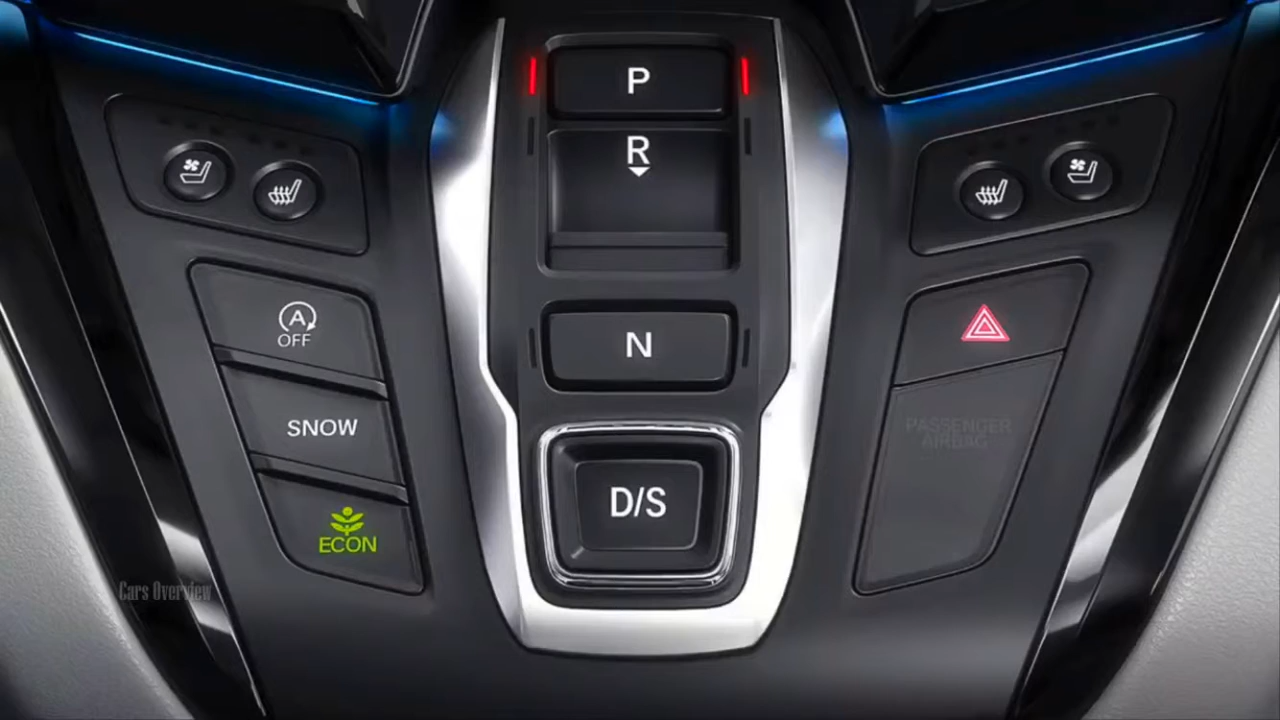 P
R
N
D/S
A
OFF
SNOW
ECON
PASSENGER
AIRBAG
Cars Overview